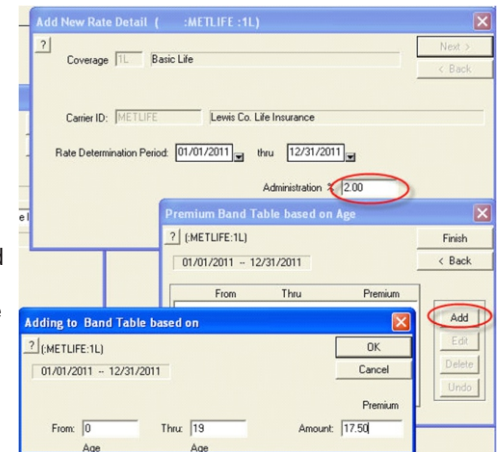 Add New Rate Detail ( :METLIFE :1L)
?
Next >
Coverage 1L Basic Life
< Back
Carrier ID: METLIFE Lewis Co. Life Insurance
Rate Determination Period: 01/01/2011 thru 12/31/2011
Administration % 2.00
Premium Band Table based on Age
? (:METLIFE:1L)
Finish
01/01/2011 -- 12/31/2011
< Back
From Thru Premium
Add
Edit
Delete
Undo
Adding to Band Table based on
? (:METLIFE:1L)
OK
01/01/2011 -- 12/31/2011
Cancel
Premium
From: 0 Thru: 19 Amount: 17.50
Age Age